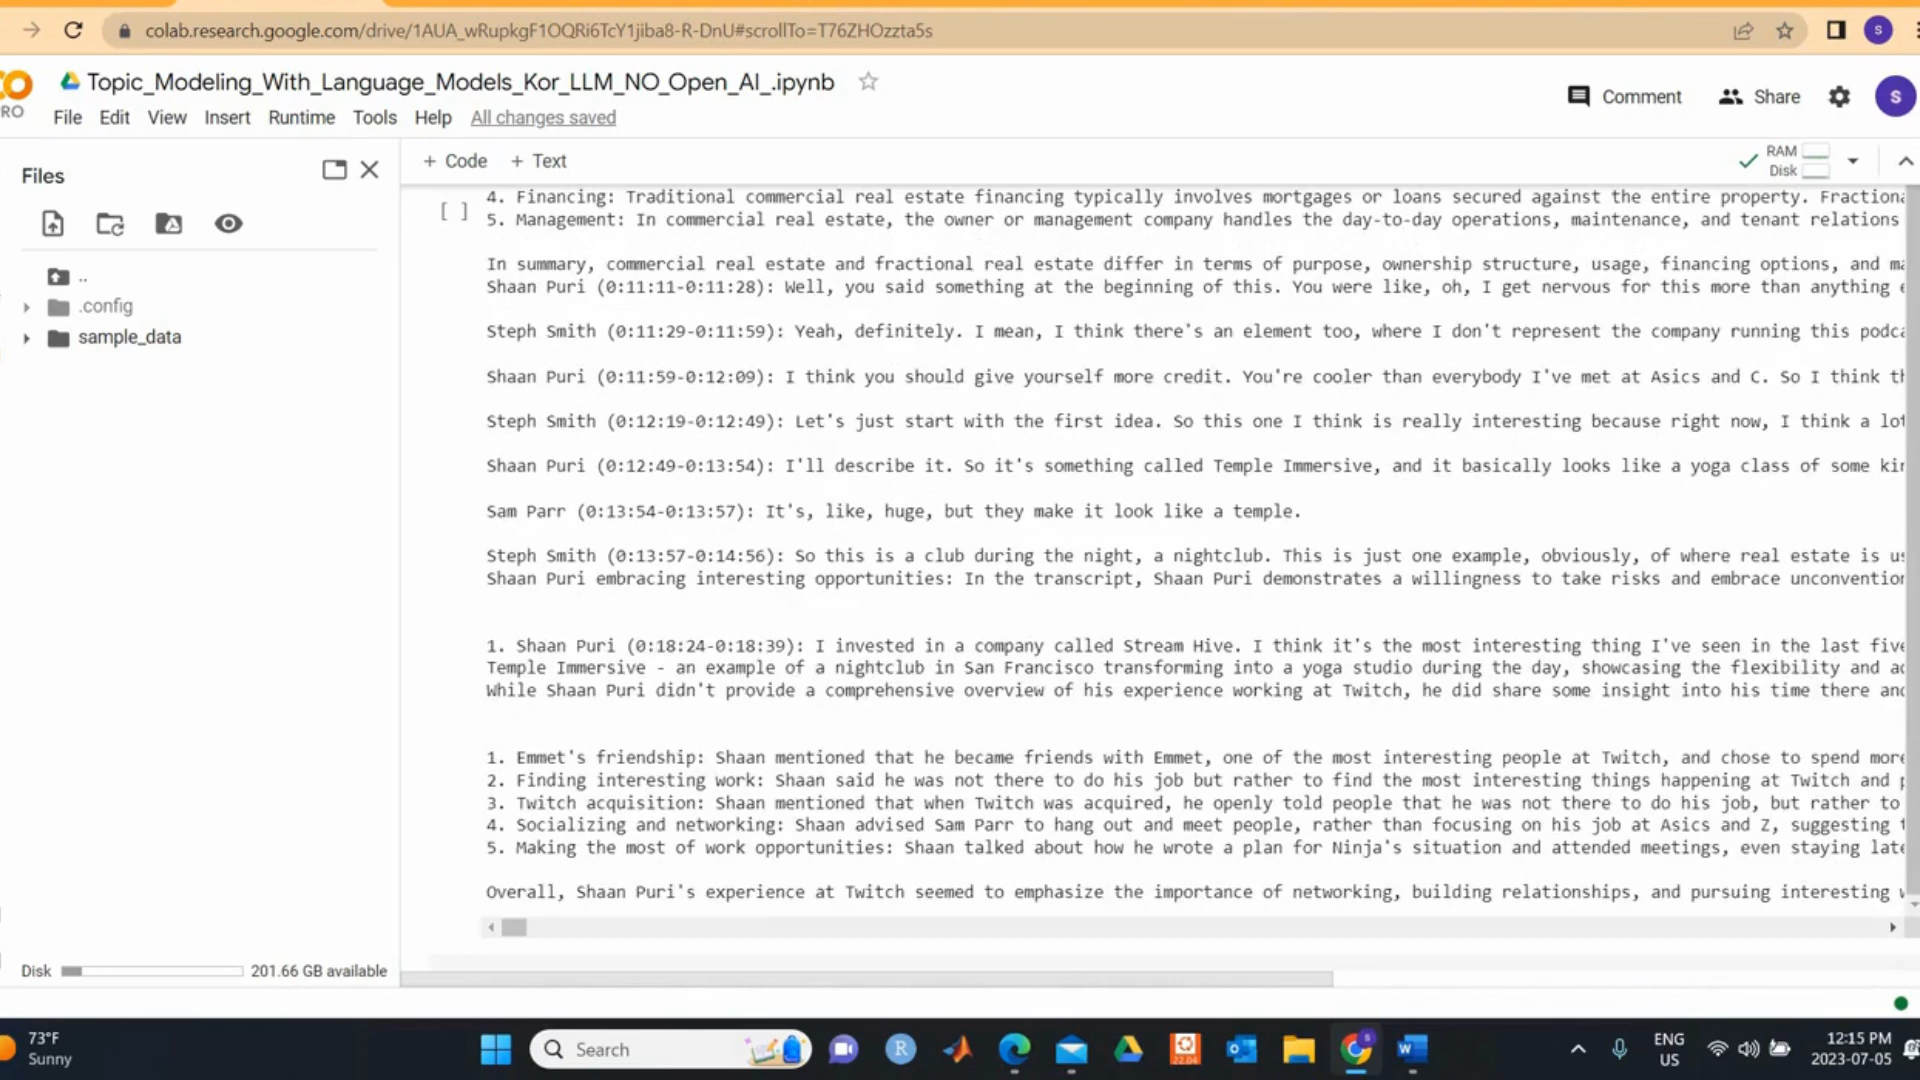 colab.research.google.com/drive/1AUA_wRupkgF1OQRi6TcY1jiba8-R-DnU#scrollTo=T76ZHOzzta5s
Topic_Modeling_With_Language_Models_Kor_LLM_NO_Open_AI_.ipynb
PRO
File Edit View Insert Runtime Tools Help All changes saved
Comment Share S
Files
+ Code + Text
RAM
Disk
..
.config
sample_data
[ ]
4. Financing: Traditional commercial real estate financing typically involves mortgages or loans secured against the entire property. Fractiona
5. Management: In commercial real estate, the owner or management company handles the day-to-day operations, maintenance, and tenant relations
In summary, commercial real estate and fractional real estate differ in terms of purpose, ownership structure, usage, financing options, and ma
Shaan Puri (0:11:11-0:11:28): Well, you said something at the beginning of this. You were like, oh, I get nervous for this more than anything e
Steph Smith (0:11:29-0:11:59): Yeah, definitely. I mean, I think there's an element too, where I don't represent the company running this podca
Shaan Puri (0:11:59-0:12:09): I think you should give yourself more credit. You're cooler than everybody I've met at Asics and C. So I think th
Steph Smith (0:12:19-0:12:49): Let's just start with the first idea. So this one I think is really interesting because right now, I think a lot
Shaan Puri (0:12:49-0:13:54): I'll describe it. So it's something called Temple Immersive, and it basically looks like a yoga class of some kin
Sam Parr (0:13:54-0:13:57): It's, like, huge, but they make it look like a temple.
Steph Smith (0:13:57-0:14:56): So this is a club during the night, a nightclub. This is just one example, obviously, of where real estate is us
Shaan Puri embracing interesting opportunities: In the transcript, Shaan Puri demonstrates a willingness to take risks and embrace unconvention
1. Shaan Puri (0:18:24-0:18:39): I invested in a company called Stream Hive. I think it's the most interesting thing I've seen in the last five
Temple Immersive - an example of a nightclub in San Francisco transforming into a yoga studio during the day, showcasing the flexibility and ad
While Shaan Puri didn't provide a comprehensive overview of his experience working at Twitch, he did share some insight into his time there and
1. Emmet's friendship: Shaan mentioned that he became friends with Emmet, one of the most interesting people at Twitch, and chose to spend more
2. Finding interesting work: Shaan said he was not there to do his job but rather to find the most interesting things happening at Twitch and p
3. Twitch acquisition: Shaan mentioned that when Twitch was acquired, he openly told people that he was not there to do his job, but rather to
4. Socializing and networking: Shaan advised Sam Parr to hang out and meet people, rather than focusing on his job at Asics and Z, suggesting t
5. Making the most of work opportunities: Shaan talked about how he wrote a plan for Ninja's situation and attended meetings, even staying late
Overall, Shaan Puri's experience at Twitch seemed to emphasize the importance of networking, building relationships, and pursuing interesting w
Disk 201.66 GB available
73°F
Sunny
Search
22.04
ENG
US
12:15 PM
2023-07-05